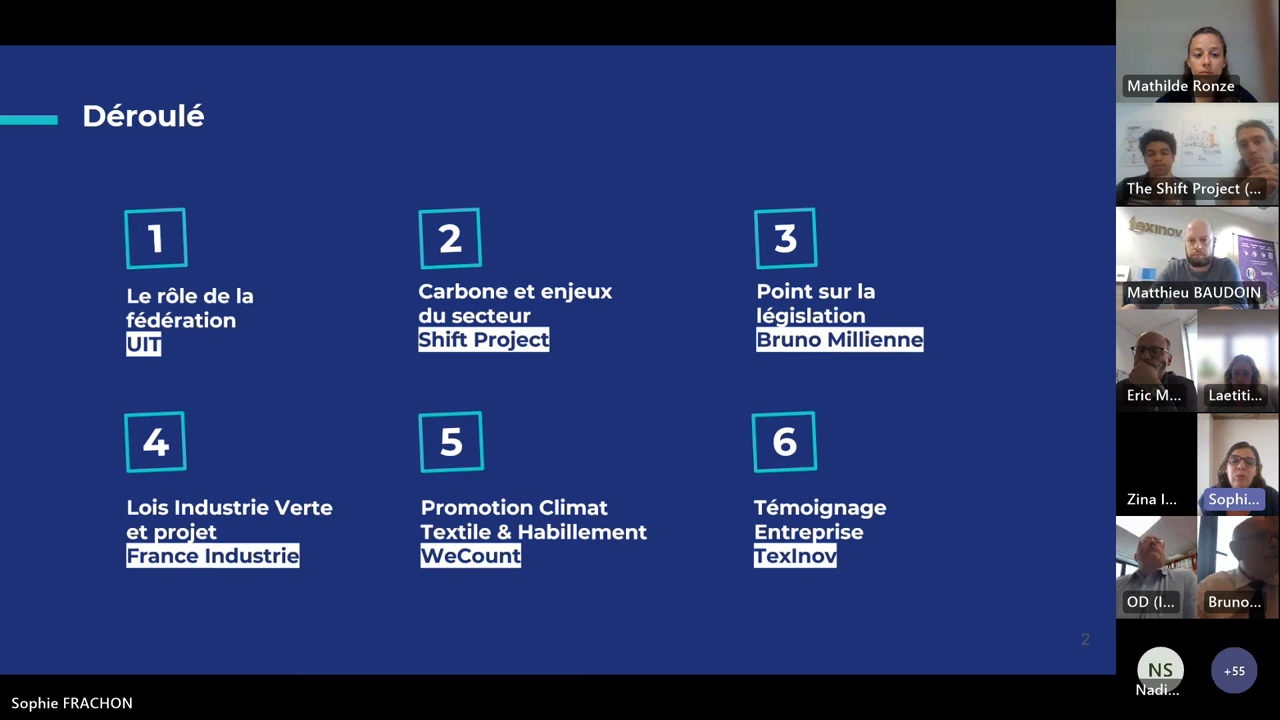 Déroulé
1
Le rôle de la
fédération
UIT
2
Carbone et enjeux
du secteur
Shift Project
3
Point sur la
législation
Bruno Millienne
4
Lois Industrie Verte
et projet
France Industrie
5
Promotion Climat
Textile & Habillement
WeCount
6
Témoignage
Entreprise
TexInov
2
Sophie FRACHON
Mathilde Ronze
The Shift Project (...
texinov
Matthieu BAUDOIN
Eric M...
Laetiti...
Zina I...
Sophi...
OD (I...
Bruno...
NS
Nadi...
+55